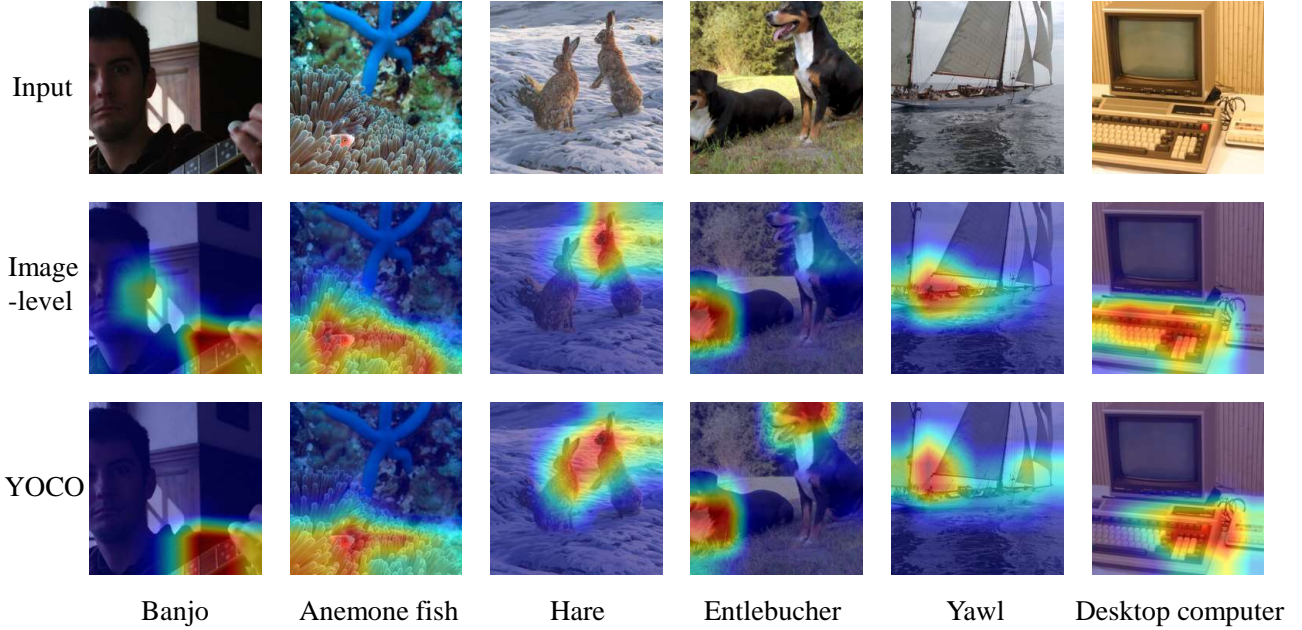 Input
Image
-level
YOCO
Banjo
Anemone fish
Hare
Entlebucher
Yawl
Desktop computer